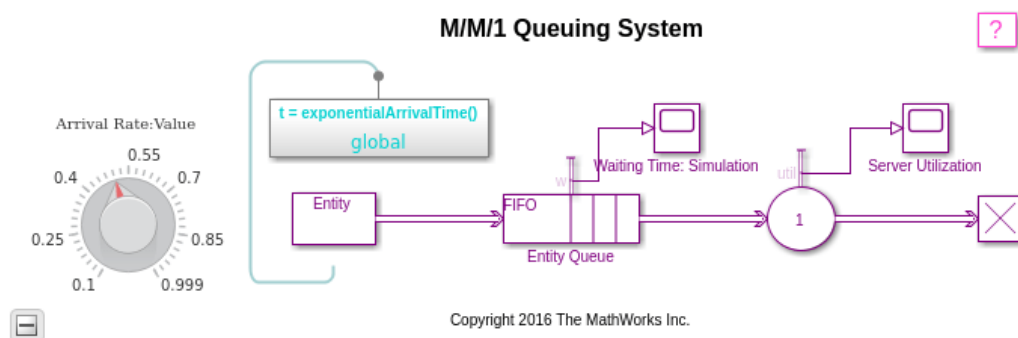 M/M/1 Queuing System
?
t = exponentialArrivalTime()
global
Arrival Rate:Value
0.55
0.4
0.7
0.25
0.85
0.1
0.999
Waiting Time: Simulation
Server Utilization
w
util
Entity
FIFO
1
Entity Queue
Copyright 2016 The MathWorks Inc.